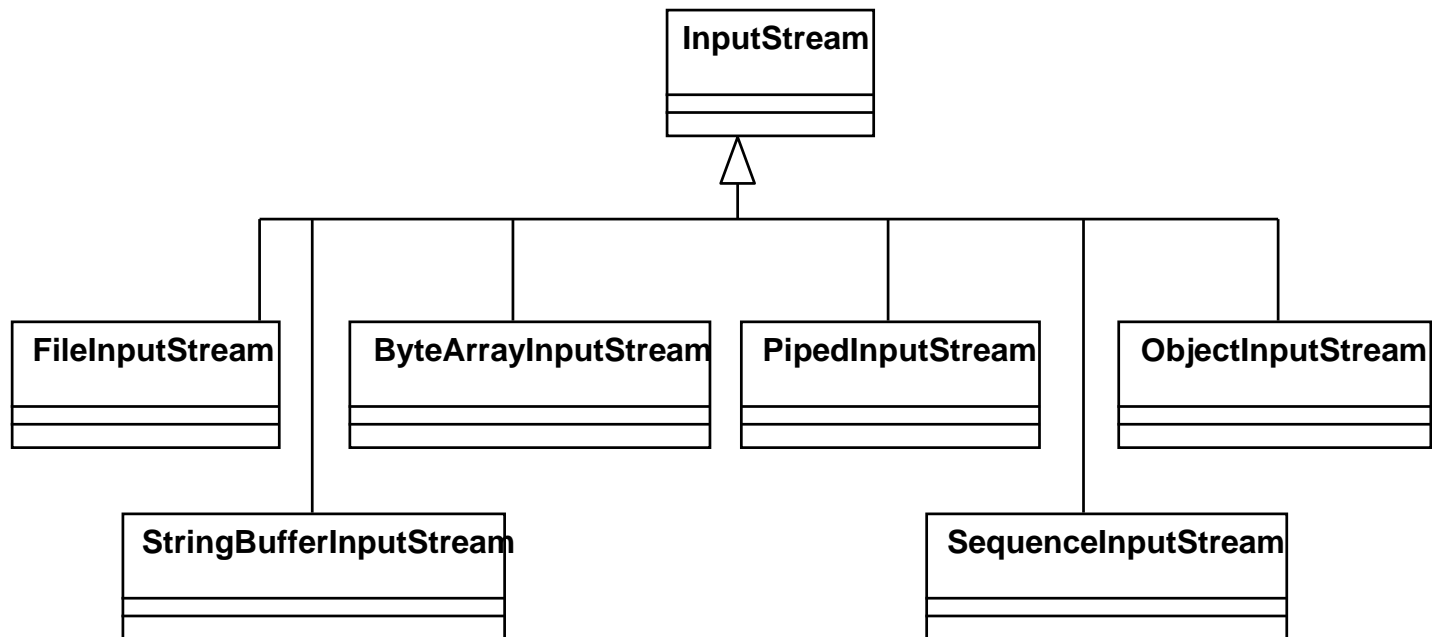 InputStream
FileInputStream
ByteArrayInputStream
PipedInputStream
ObjectInputStream
StringBufferInputStream
SequenceInputStream